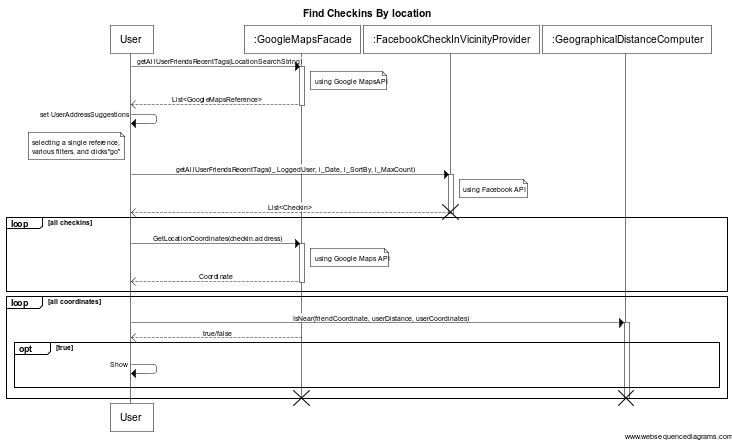 Find Checkins By location
User
:GoogleMapsFacade
:FacebookCheckInVicinityProvider
:GeographicalDistanceComputer
getAllUserFriendsRecentTags(LocationSearchString)
using Google MapsAPI
List<GoogleMapsReference>
set UserAddressSuggestions
selecting a single reference,
various filters, and clicks"go"
getAllUserFriendsRecentTags(i_LoggedUser, i_Date, i_SortBy, i_MaxCount)
using Facebook API
List<Checkin>
loop [all checkins]
GetLocationCoordinates(checkin.address)
using Google Maps API
Coordinate
loop [all coordinates]
IsNear(friendCoordinate, userDistance, userCoordinates)
true/false
opt [true]
Show
User
www.websequencediagrams.com